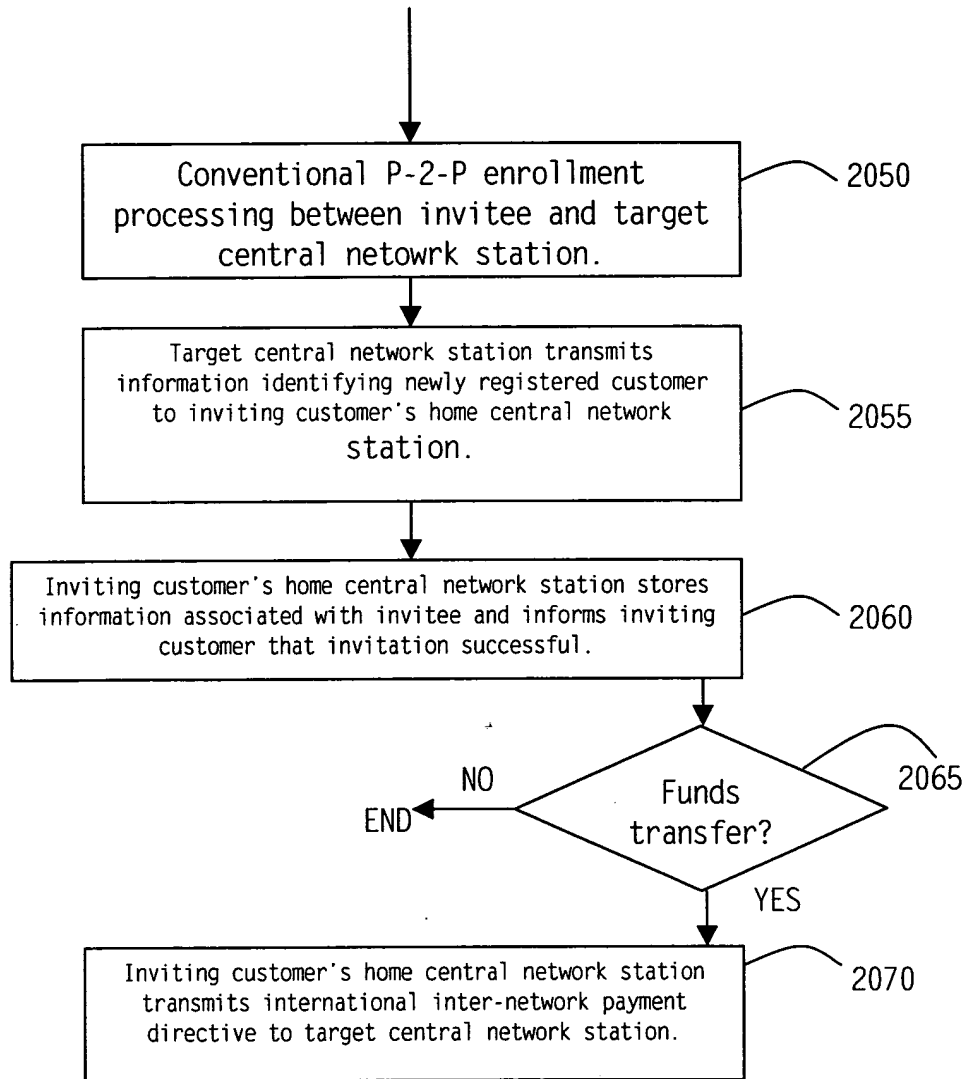 Conventional P-2-P enrollment
processing between invitee and target
central netowrk station.
2050
Target central network station transmits
information identifying newly registered customer
to inviting customer's home central network
station.
2055
Inviting customer's home central network station stores
information associated with invitee and informs inviting
customer that invitation successful.
2060
Funds
transfer?
2065
NO
END
YES
Inviting customer's home central network station
transmits international inter-network payment
directive to target central network station.
2070